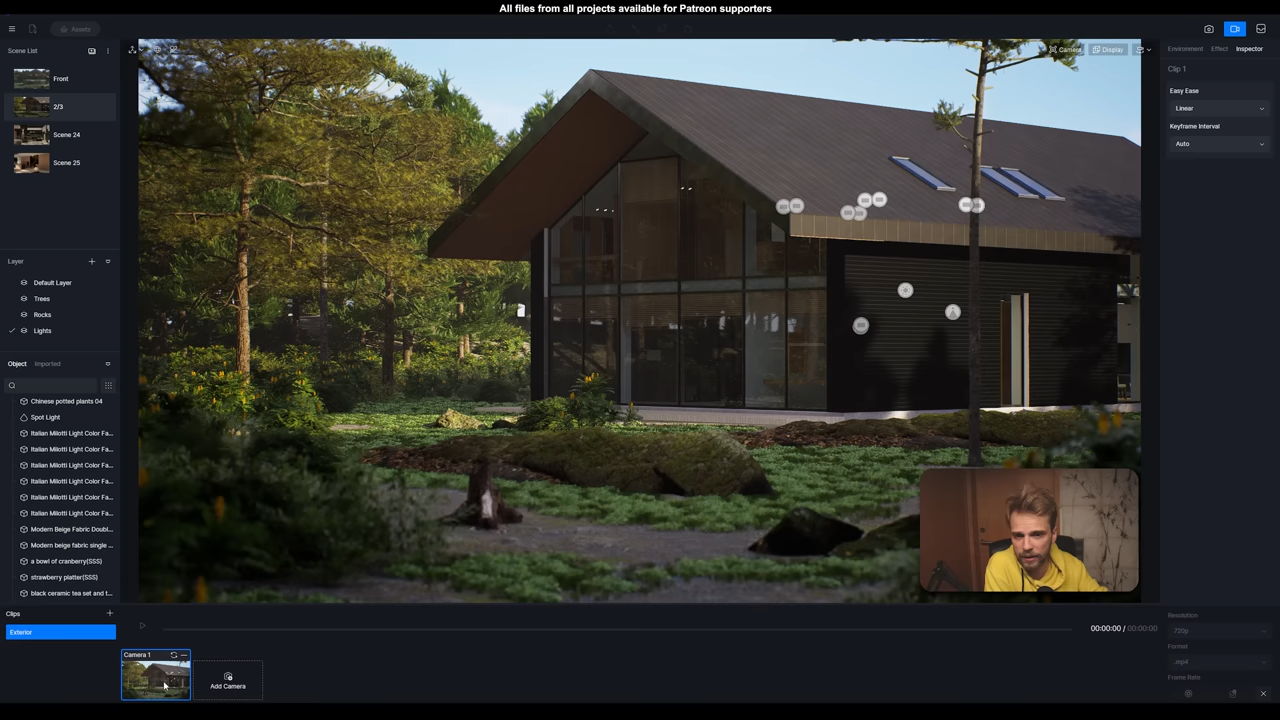 All files from all projects available for Patreon supporters
Assets
Scene List
Front
2/3
Scene 24
Scene 25
Layer
Default Layer
Trees
Rocks
Lights
Object
Imported
Chinese potted plants 04
Spot Light
Italian Milotti Light Color Fa...
Italian Milotti Light Color Fa...
Italian Milotti Light Color Fa...
Italian Milotti Light Color Fa...
Italian Milotti Light Color Fa...
Italian Milotti Light Color Fa...
Modern Beige Fabric Doubl...
Modern beige fabric single ...
a bowl of cranberry(SSS)
strawberry platter(SSS)
black ceramic tea set and t...
Clips
Exterior
Camera
Display
Camera 1
Add Camera
00:00:00 / 00:00:00
Environment Effect Inspector
Clip 1
Easy Ease
Linear
Keyframe Interval
Auto
Resolution
720p
Format
.mp4
Frame Rate